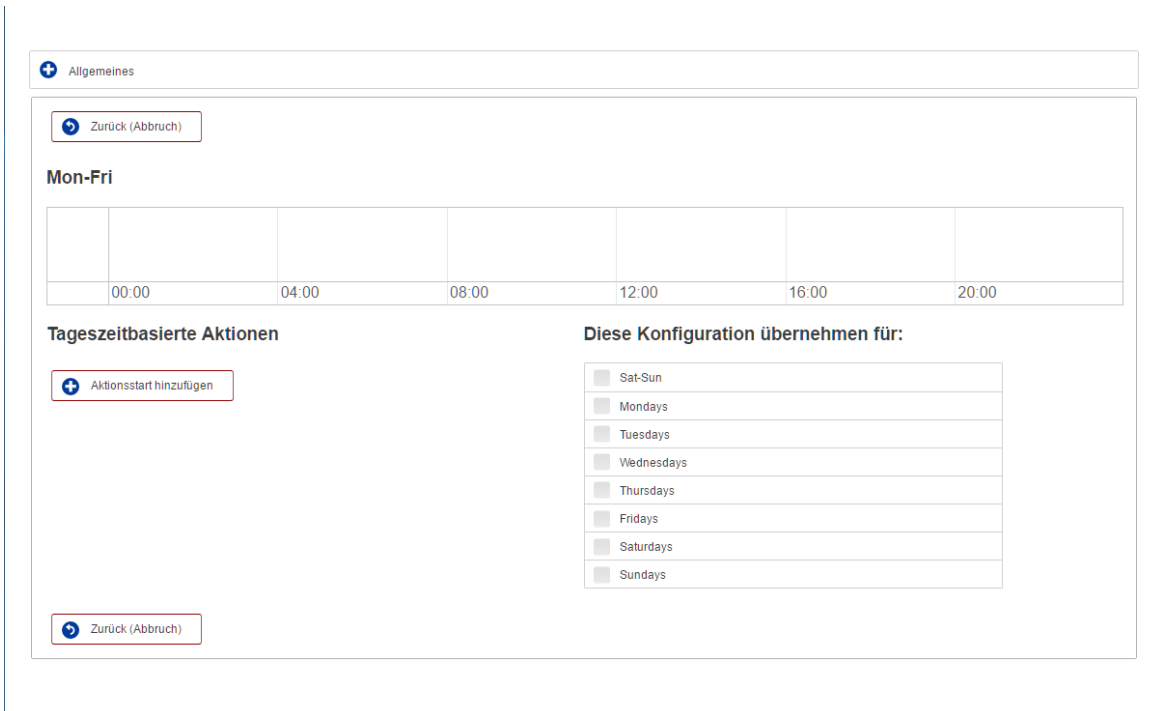 Allgemeines
Zurück (Abbruch)
Mon-Fri
00:00 04:00 08:00 12:00 16:00 20:00
Tageszeitbasierte Aktionen
Aktionsstart hinzufügen
Diese Konfiguration übernehmen für:
Sat-Sun
Mondays
Tuesdays
Wednesdays
Thursdays
Fridays
Saturdays
Sundays
Zurück (Abbruch)